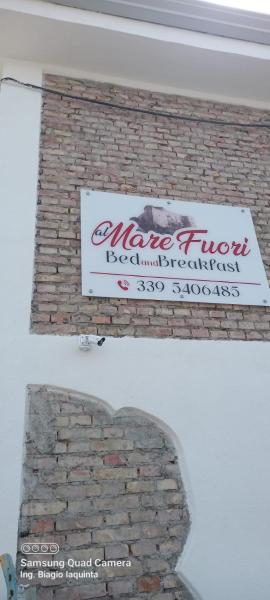 al Mare Fuori
Bed and Breakfast
339 5406485
Samsung Quad Camera
Ing. Biagio Iaquinta